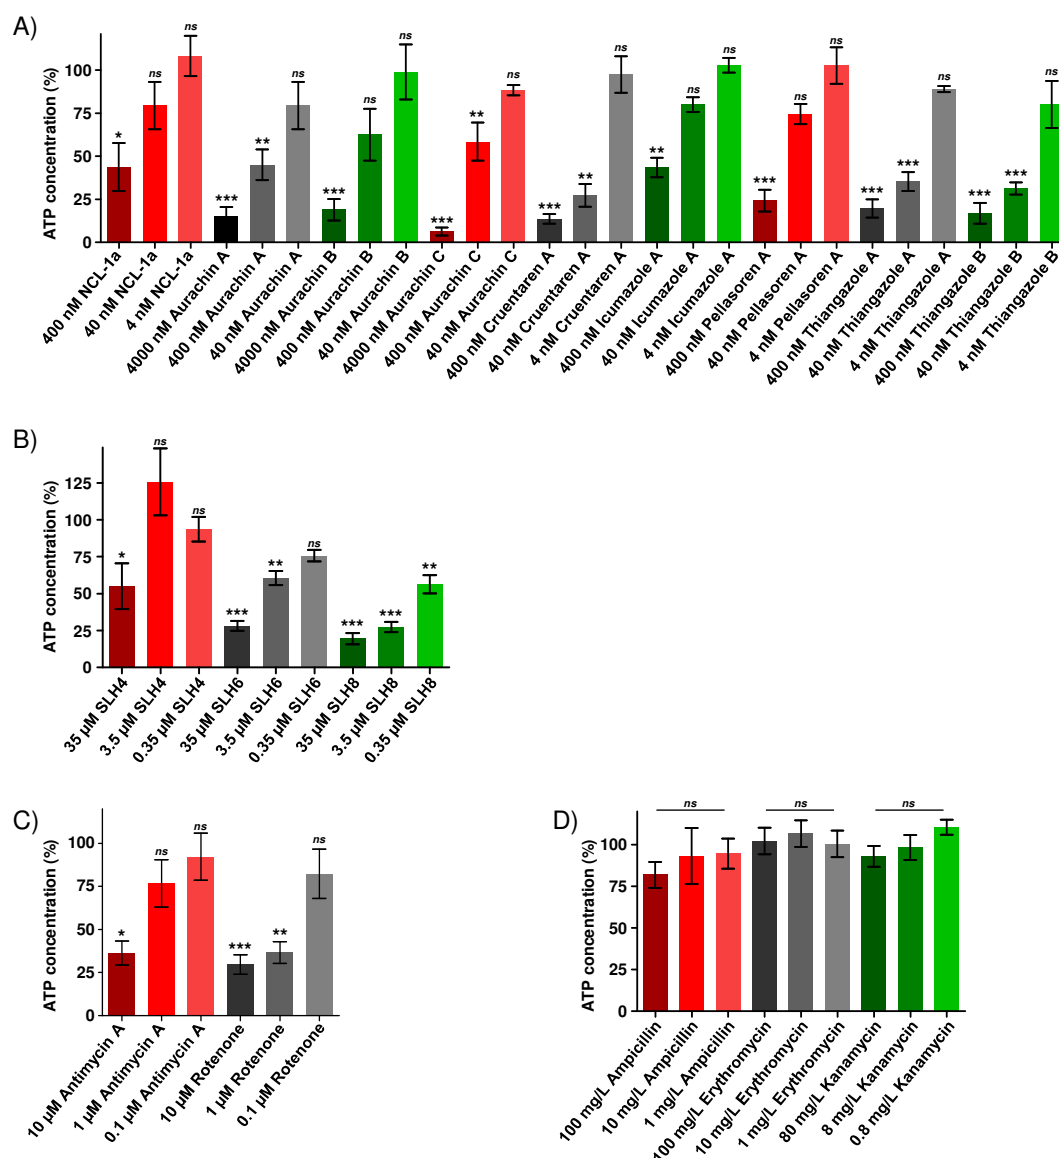 A)
ATP concentration (%)
100
75
50
25
0
*
ns
ns
***
**
ns
***
ns
ns
***
**
ns
***
**
ns
**
ns
ns
***
ns
ns
***
***
ns
***
***
ns
400 nM NCL-1a
40 nM NCL-1a
4 nM NCL-1a
4000 nM Aurachin A
400 nM Aurachin A
40 nM Aurachin A
4000 nM Aurachin B
400 nM Aurachin B
40 nM Aurachin B
4000 nM Aurachin C
400 nM Aurachin C
40 nM Aurachin C
400 nM Cruentaren A
40 nM Cruentaren A
4 nM Cruentaren A
400 nM Icumazole A
40 nM Icumazole A
4 nM Icumazole A
400 nM Pellasoren A
40 nM Pellasoren A
4 nM Pellasoren A
400 nM Thiangazole A
40 nM Thiangazole A
4 nM Thiangazole A
400 nM Thiangazole B
40 nM Thiangazole B
4 nM Thiangazole B
B)
ATP concentration (%)
125
100
75
50
25
0
*
ns
ns
***
**
ns
***
***
**
35 µM SLH4
3.5 µM SLH4
0.35 µM SLH4
35 µM SLH6
3.5 µM SLH6
0.35 µM SLH6
35 µM SLH8
3.5 µM SLH8
0.35 µM SLH8
C)
ATP concentration (%)
100
75
50
25
0
*
ns
ns
***
**
ns
10 µM Antimycin A
1 µM Antimycin A
0.1 µM Antimycin A
10 µM Rotenone
1 µM Rotenone
0.1 µM Rotenone
D)
ATP concentration (%)
100
75
50
25
0
ns
ns
ns
100 mg/L Ampicillin
10 mg/L Ampicillin
1 mg/L Ampicillin
100 mg/L Erythromycin
10 mg/L Erythromycin
1 mg/L Erythromycin
80 mg/L Kanamycin
8 mg/L Kanamycin
0.8 mg/L Kanamycin